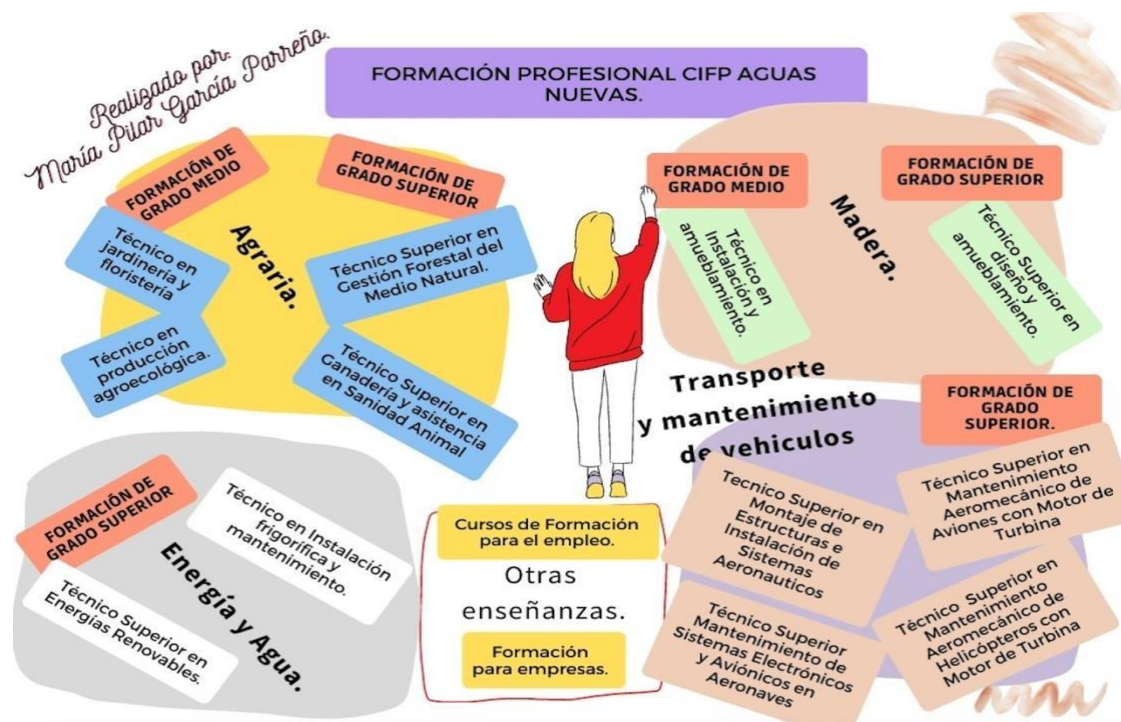 Realizado por:
María Pilar García Parreño.
FORMACIÓN PROFESIONAL CIFP AGUAS
NUEVAS.
FORMACIÓN DE
GRADO MEDIO
FORMACIÓN DE
GRADO SUPERIOR
Agraria.
Técnico en
jardinería y
floristería
Técnico en
producción
agroecológica.
Técnico Superior en
Gestión Forestal del
Medio Natural.
Técnico Superior en
Ganadería y asistencia
en Sanidad Animal
FORMACIÓN DE
GRADO MEDIO
FORMACIÓN DE
GRADO SUPERIOR
Madera.
Técnico en
Instalación y
amueblamiento.
Técnico Superior en
diseño y
amueblamiento.
FORMACIÓN DE
GRADO SUPERIOR
Energía y Agua.
Técnico en Instalación
frigorífica y
mantenimiento.
Técnico Superior en
Energías Renovables.
Cursos de Formación
para el empleo.
Otras
enseñanzas.
Formación
para empresas.
Transporte
y mantenimiento
de vehiculos
FORMACIÓN DE
GRADO
SUPERIOR.
Tecnico Superior en
Montaje de
Estructuras e
Instalación de
Sistemas
Aeronauticos
Técnico Superior en
Mantenimiento
Aeromecánico de
Aviones con Motor de
Turbina
Técnico Superior
Mantenimiento de
Sistemas Electrónicos
y Aviónicos en
Aeronaves
Técnico Superior en
Mantenimiento
Aeromecánico de
Helicópteros con
Motor de Turbina